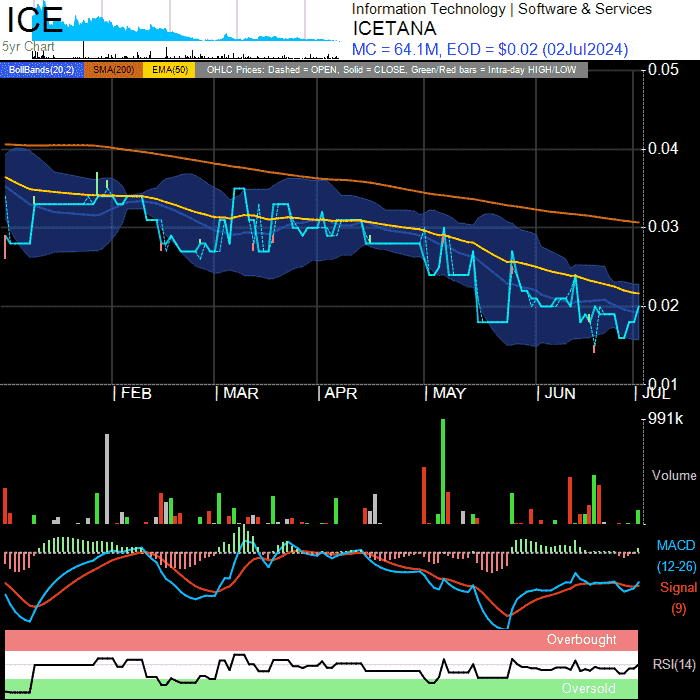 ICE
5yr Chart
Information Technology | Software & Services
ICETANA
MC = 64.1M, EOD = $0.02 (02Jul2024)
BollBands(20,2) SMA(200) EMA(50) OHLC Prices: Dashed = OPEN, Solid = CLOSE, Green/Red bars = Intra-day HIGH/LOW
0.05
0.04
0.03
0.02
0.01
FEB MAR APR MAY JUN JUL
991k
Volume
MACD
(12-26)
Signal
(9)
Overbought
RSI(14)
Oversold